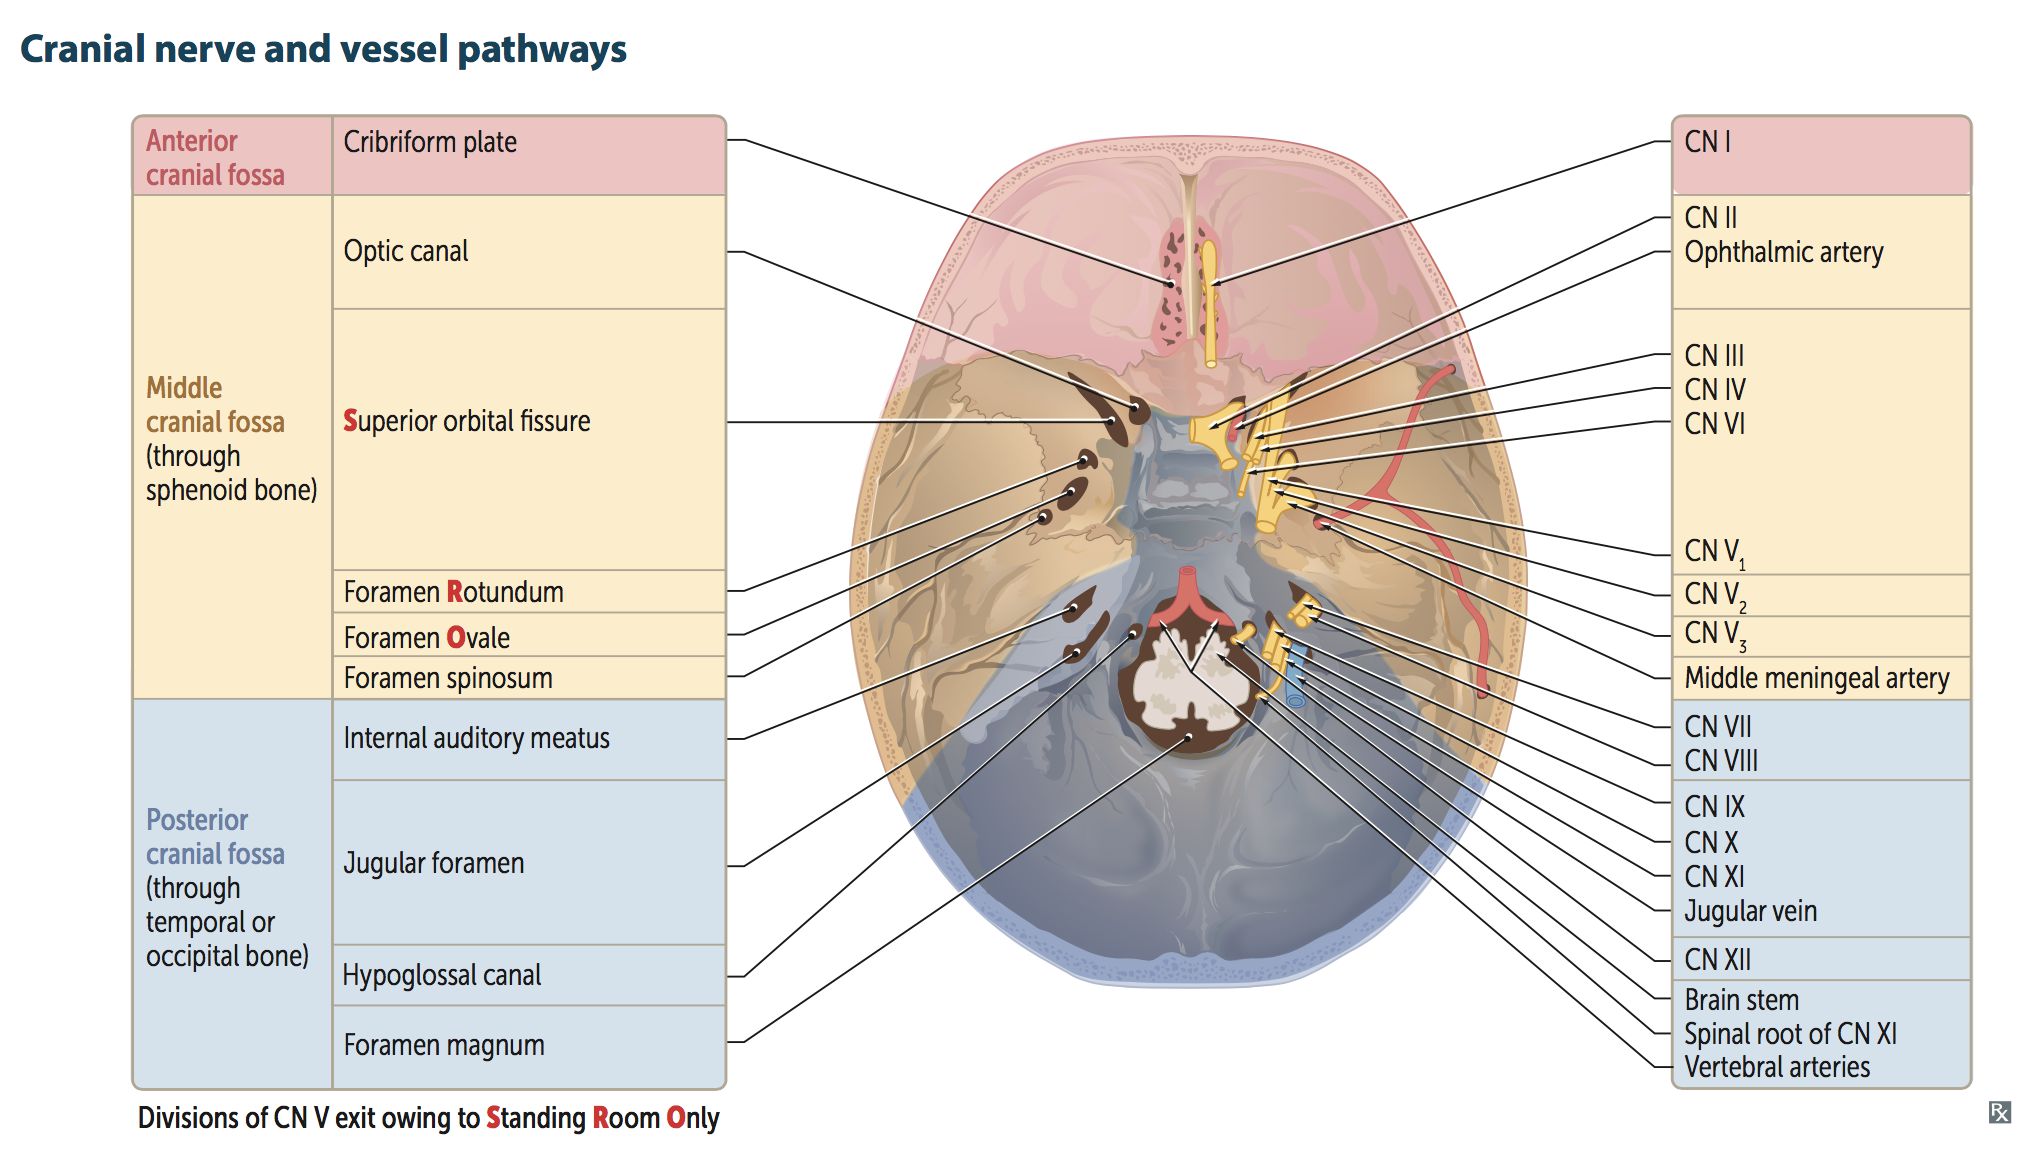 Cranial nerve and vessel pathways
Anterior
cranial fossa
Cribriform plate
Middle
cranial fossa
(through
sphenoid bone)
Optic canal
Superior orbital fissure
Foramen Rotundum
Foramen Ovale
Foramen spinosum
Posterior
cranial fossa
(through
temporal or
occipital bone)
Internal auditory meatus
Jugular foramen
Hypoglossal canal
Foramen magnum
Divisions of CN V exit owing to Standing Room Only
CN I
CN II
Ophthalmic artery
CN III
CN IV
CN VI
CN V1
CN V2
CN V3
Middle meningeal artery
CN VII
CN VIII
CN IX
CN X
CN XI
Jugular vein
CN XII
Brain stem
Spinal root of CN XI
Vertebral arteries
Rx